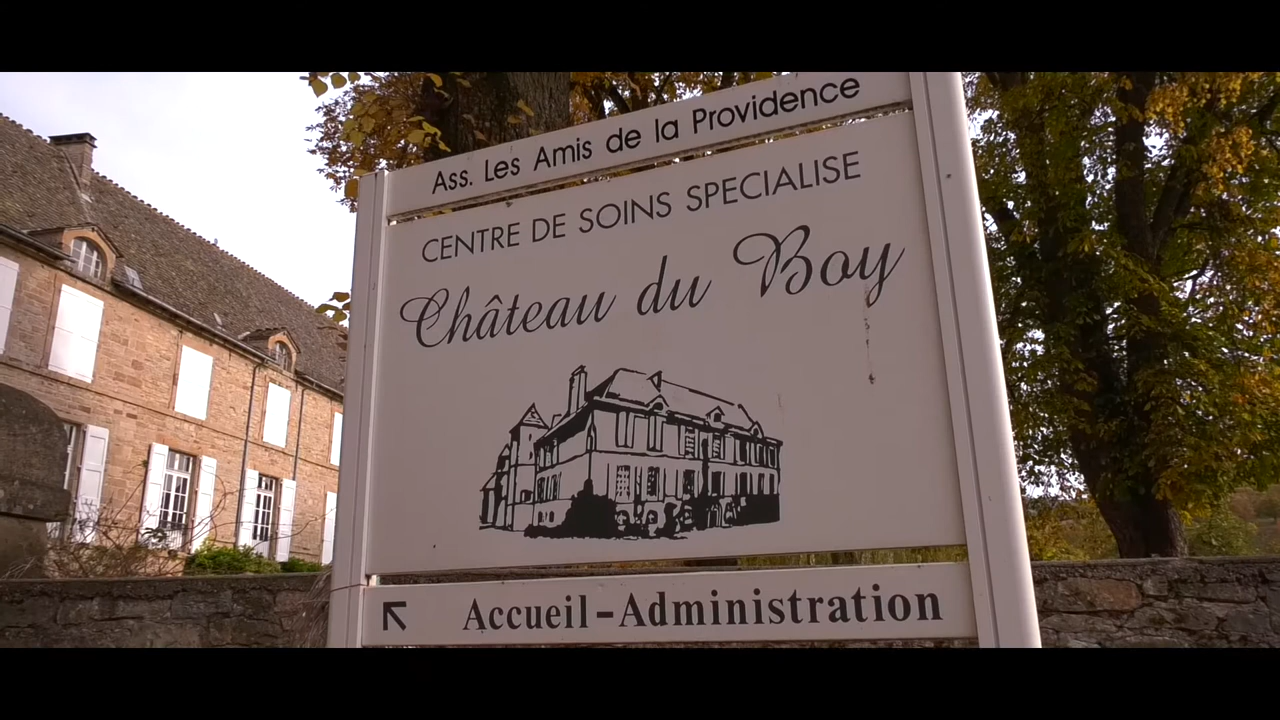 Ass. Les Amis de la Providence
CENTRE DE SOINS SPECIALISE
Château du Boy
Accueil-Administration